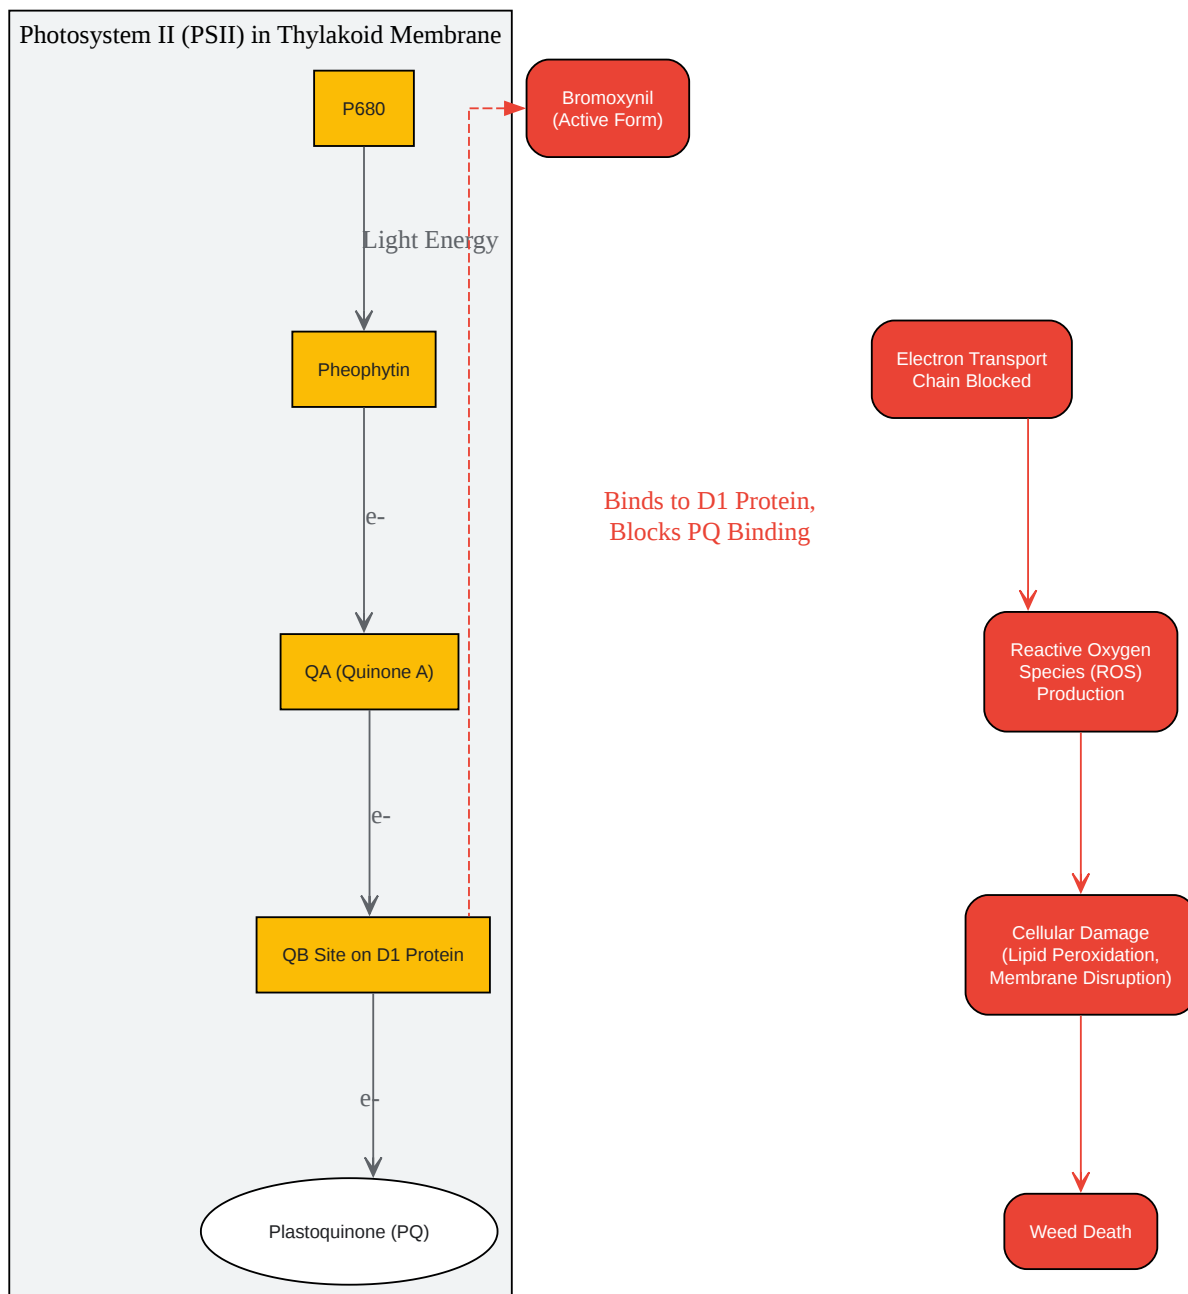 Photosystem II (PSII) in Thylakoid Membrane
P680
Bromoxynil
(Active Form)
Light Energy
Pheophytin
Electron Transport
Chain Blocked
e-
Binds to D1 Protein,
Blocks PQ Binding
QA (Quinone A)
Reactive Oxygen
Species (ROS)
Production
e-
QB Site on D1 Protein
Cellular Damage
(Lipid Peroxidation,
Membrane Disruption)
e-
Plastoquinone (PQ)
Weed Death